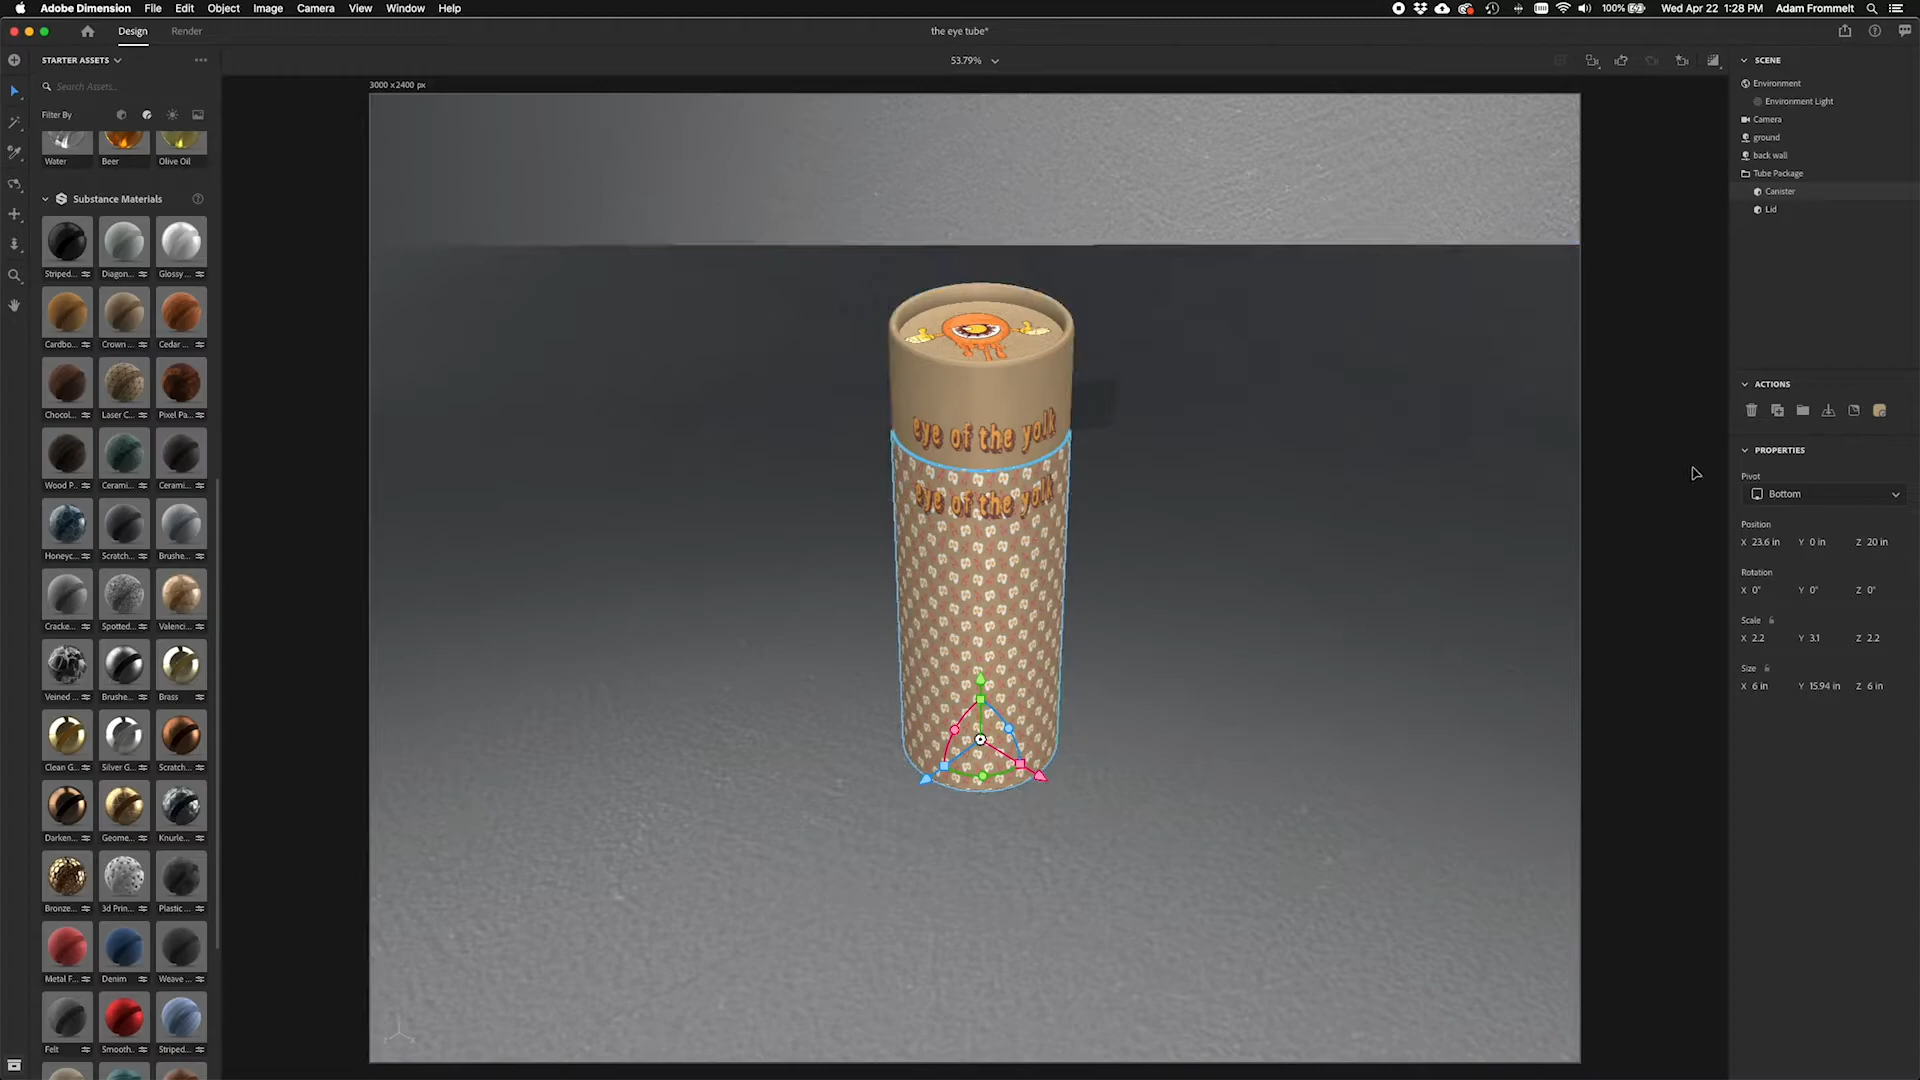 Adobe Dimension File Edit Object Image Camera View Window Help
100% Wed Apr 22 1:28 PM Adam Frommelt
Design Render
the eye tube*
STARTER ASSETS
53.79%
Search Assets...
3000 x 2400 px
Filter By
Water Beer Olive Oil
Substance Materials
Striped... Diagon... Glossy ...
Cardbo... Crown ... Cedar ...
Chocol... Laser C... Pixel Pa...
Wood P... Cerami... Cerami...
Honeyc... Scratch... Brushe...
Cracke... Spotted... Valenci...
Veined ... Brushe... Brass
Clean G... Silver G... Scratch...
Darken... Geome... Knurle...
Bronze... 3d Prin... Plastic ...
Metal F... Denim Weave ...
Felt Smooth... Striped...
eye of the yolk
eye of the yolk
SCENE
Environment
Environment Light
Camera
ground
back wall
Tube Package
Canister
Lid
ACTIONS
PROPERTIES
Pivot
Bottom
Position
X 23.6 in Y 0 in Z 20 in
Rotation
X 0° Y 0° Z 0°
Scale
X 2.2 Y 3.1 Z 2.2
Size
X 6 in Y 15.94 in Z 6 in